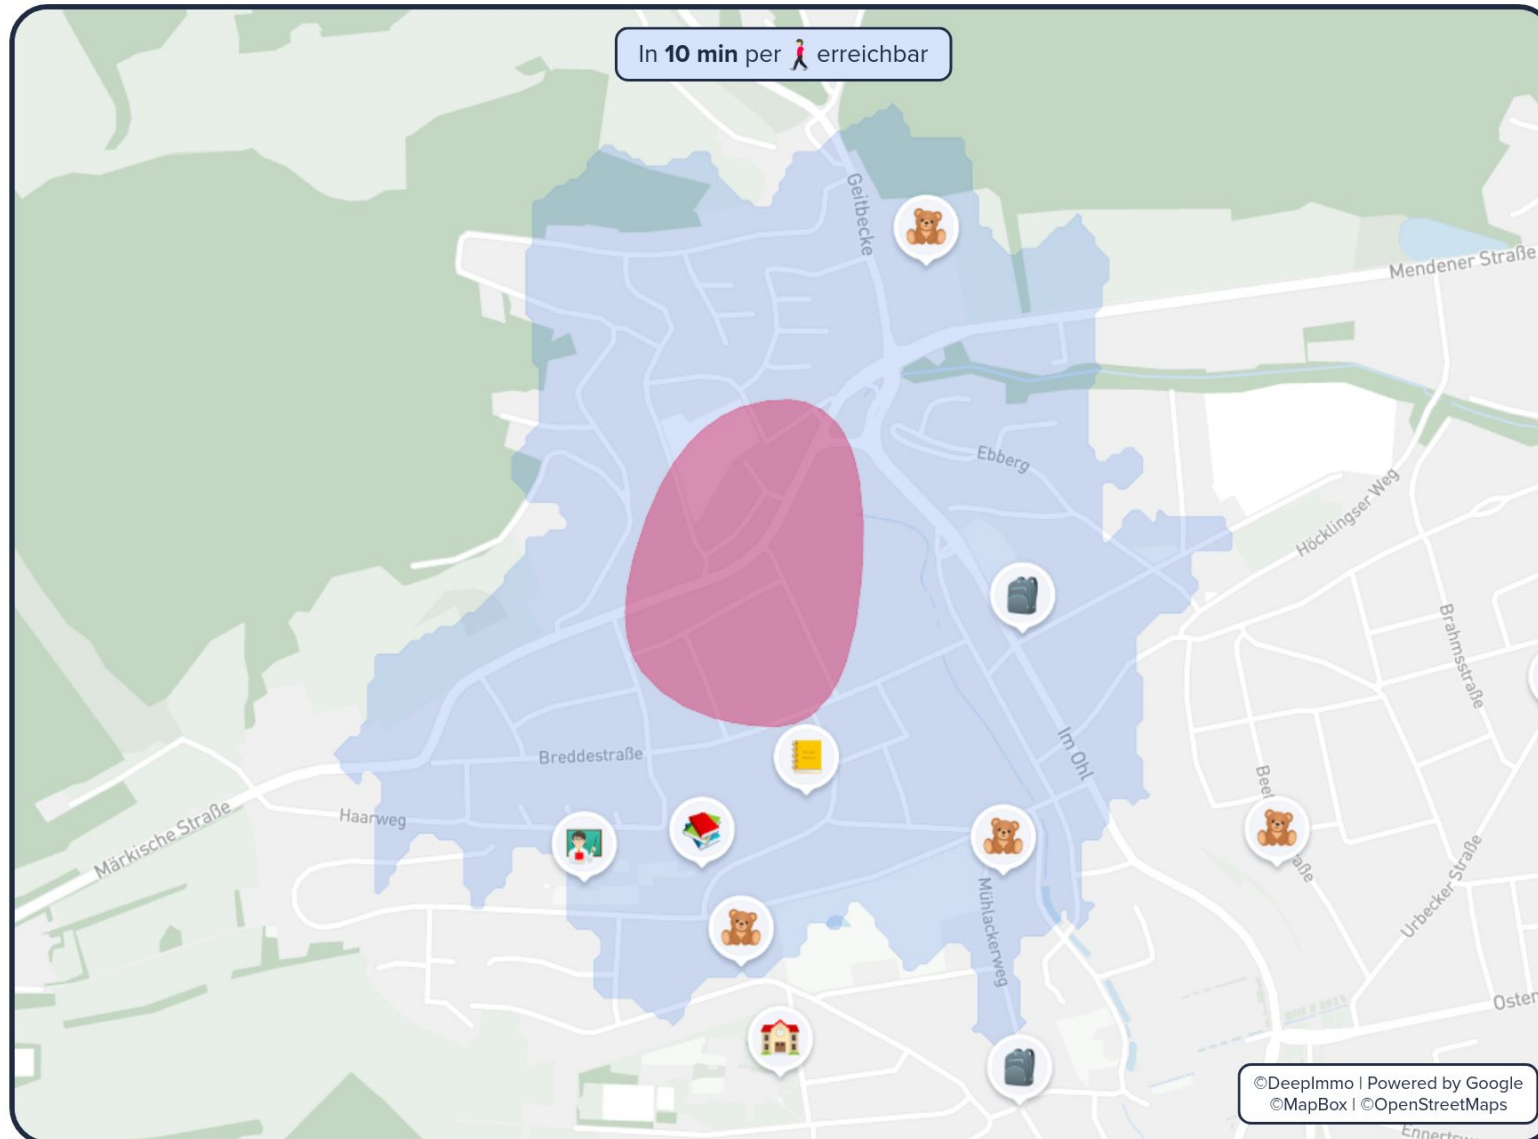 In 10 min per erreichbar
Geitbecke
Mendener Straße
Ebberg
Höcklingser Weg
Brahmsstraße
Im Ohl
Breddestraße
Haarweg
Märkische Straße
Mühlackerweg
Urbecker Straße
©DeepImmo | Powered by Google
©MapBox | ©OpenStreetMaps